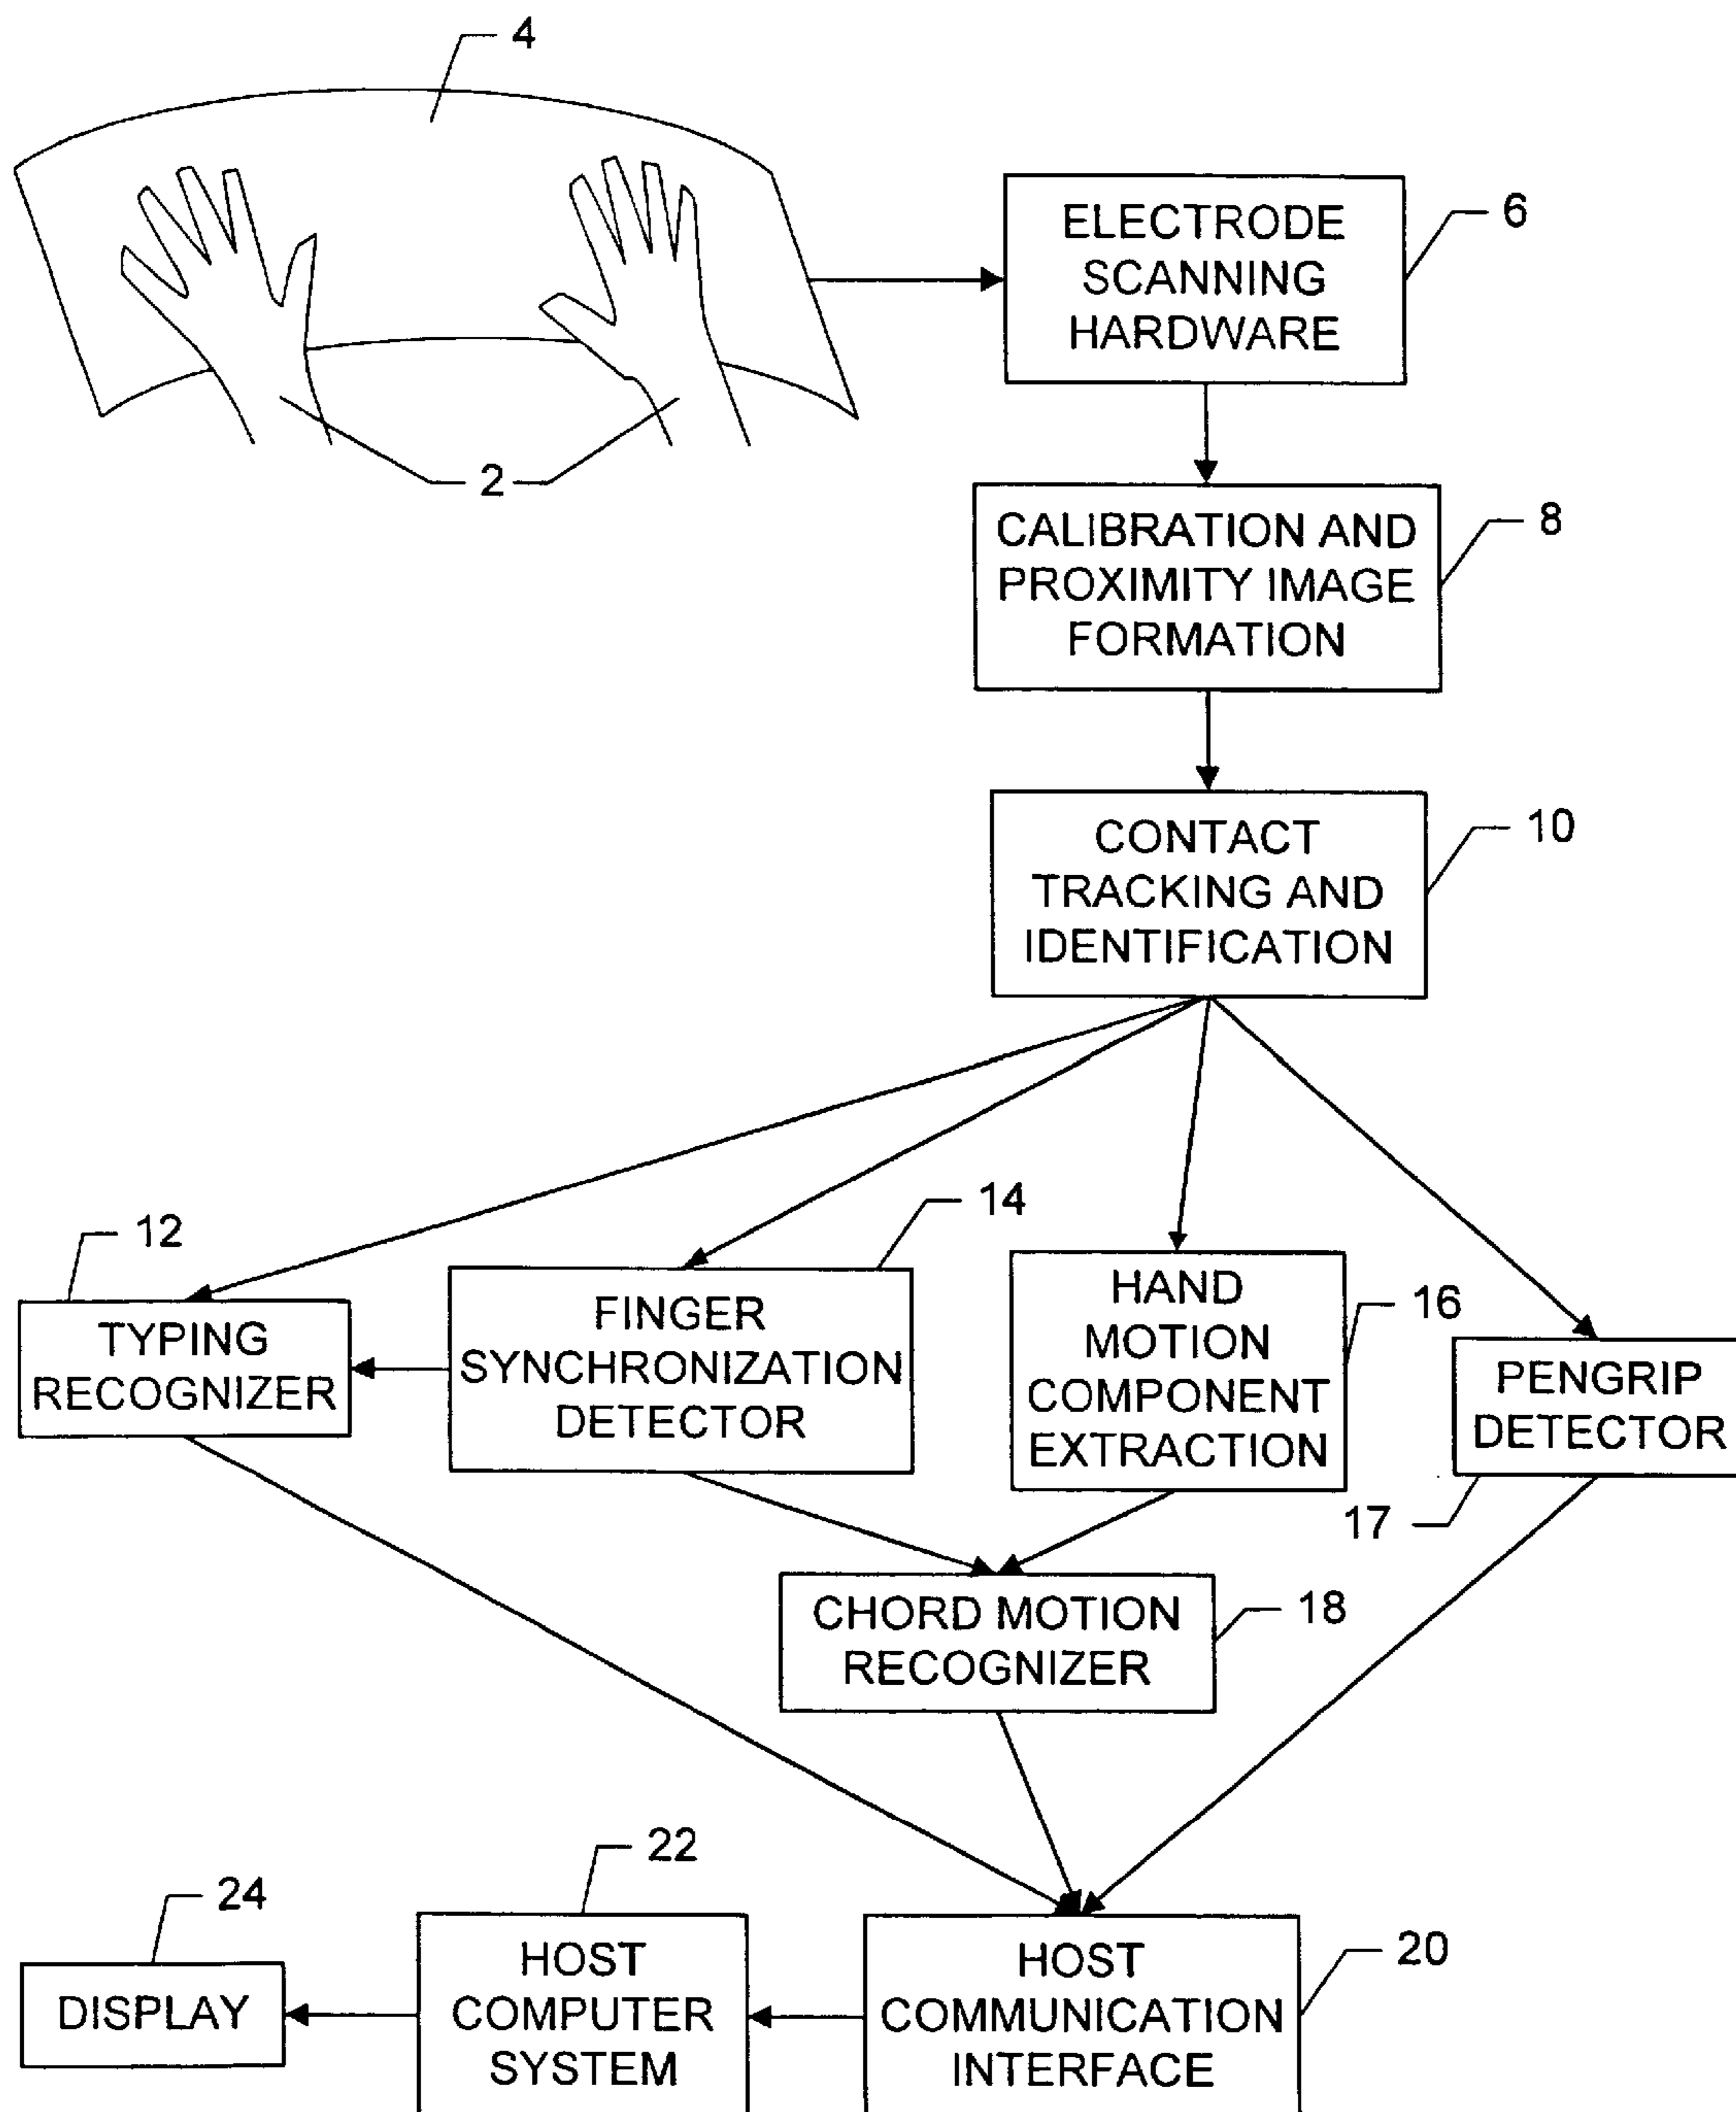 4
2
ELECTRODE
SCANNING
HARDWARE
6
CALIBRATION AND
PROXIMITY IMAGE
FORMATION
8
CONTACT
TRACKING AND
IDENTIFICATION
10
12
TYPING
RECOGNIZER
14
FINGER
SYNCHRONIZATION
DETECTOR
HAND
MOTION
COMPONENT
EXTRACTION
16
PENGRIP
DETECTOR
17
CHORD MOTION
RECOGNIZER
18
24
DISPLAY
22
HOST
COMPUTER
SYSTEM
HOST
COMMUNICATION
INTERFACE
20